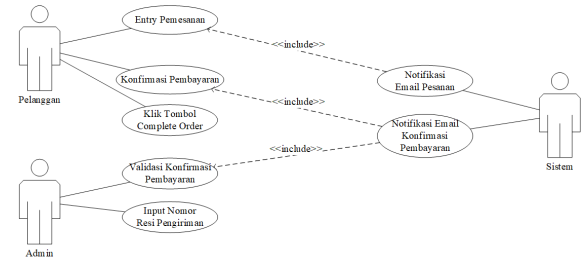 Entry Pemesanan
<<include>>
Pelanggan
Konfirmasi Pembayaran
<<include>>
Klik Tombol
Complete Order
Notifikasi
Email Pesanan
Notifikasi Email
Konfirmasi
Pembayaran
Sistem
<<include>>
Validasi Konfirmasi
Pembayaran
Input Nomor
Resi Pengiriman
Admin